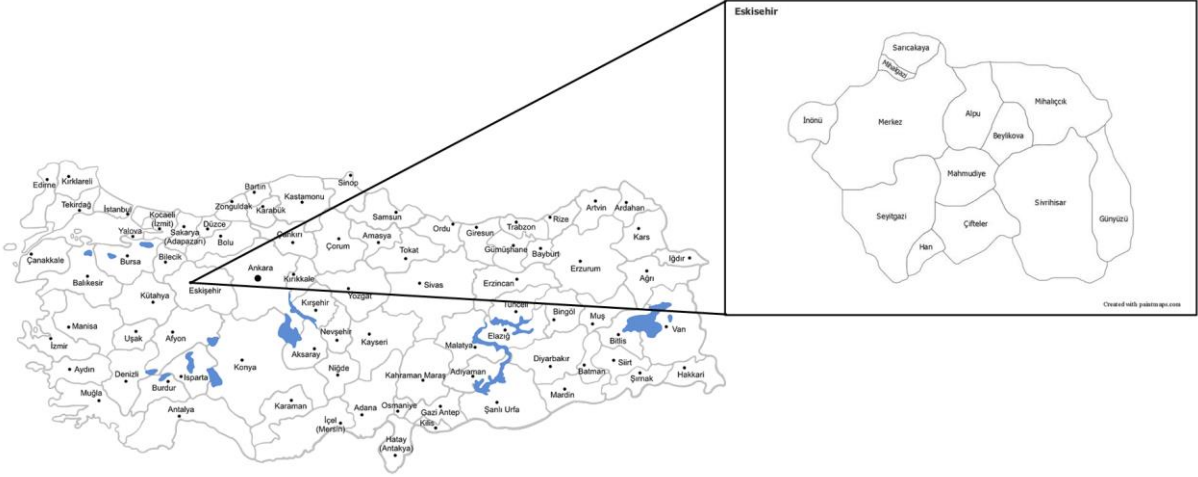 Eskisehir
Sarıcakaya
Mihalgazi
Mihalıççık
Alpu
İnönü
Merkez
Beylikova
Mahmudiye
Sivrihisar
Seyitgazi
Çifteler
Günyüzü
Han
Created with paintmaps.com
Edirne
Kırklareli
Tekirdağ
İstanbul
Kocaeli
(İzmit)
Yalova
Sakarya
(Adapazarı)
Düzce
Bolu
Zonguldak
Bartın
Karabük
Kastamonu
Sinop
Çankırı
Çorum
Amasya
Samsun
Tokat
Ordu
Giresun
Trabzon
Gümüşhane
Bayburt
Rize
Artvin
Ardahan
Kars
Iğdır
Ağrı
Erzurum
Erzincan
Çanakkale
Balıkesir
Bursa
Bilecik
Kütahya
Eskişehir
Ankara
Kırıkkale
Yozgat
Sivas
Kırşehir
Nevşehir
Kayseri
Tunceli
Bingöl
Muş
Elazığ
Malatya
Bitlis
Van
Manisa
İzmir
Uşak
Afyon
Aydın
Denizli
Burdur
Isparta
Konya
Aksaray
Niğde
Muğla
Antalya
Karaman
İçel
(Mersin)
Adana
Osmaniye
Kahraman Maraş
Adıyaman
Gazi Antep
Kilis
Hatay
(Antakya)
Şanlı Urfa
Diyarbakır
Mardin
Batman
Siirt
Şırnak
Hakkari